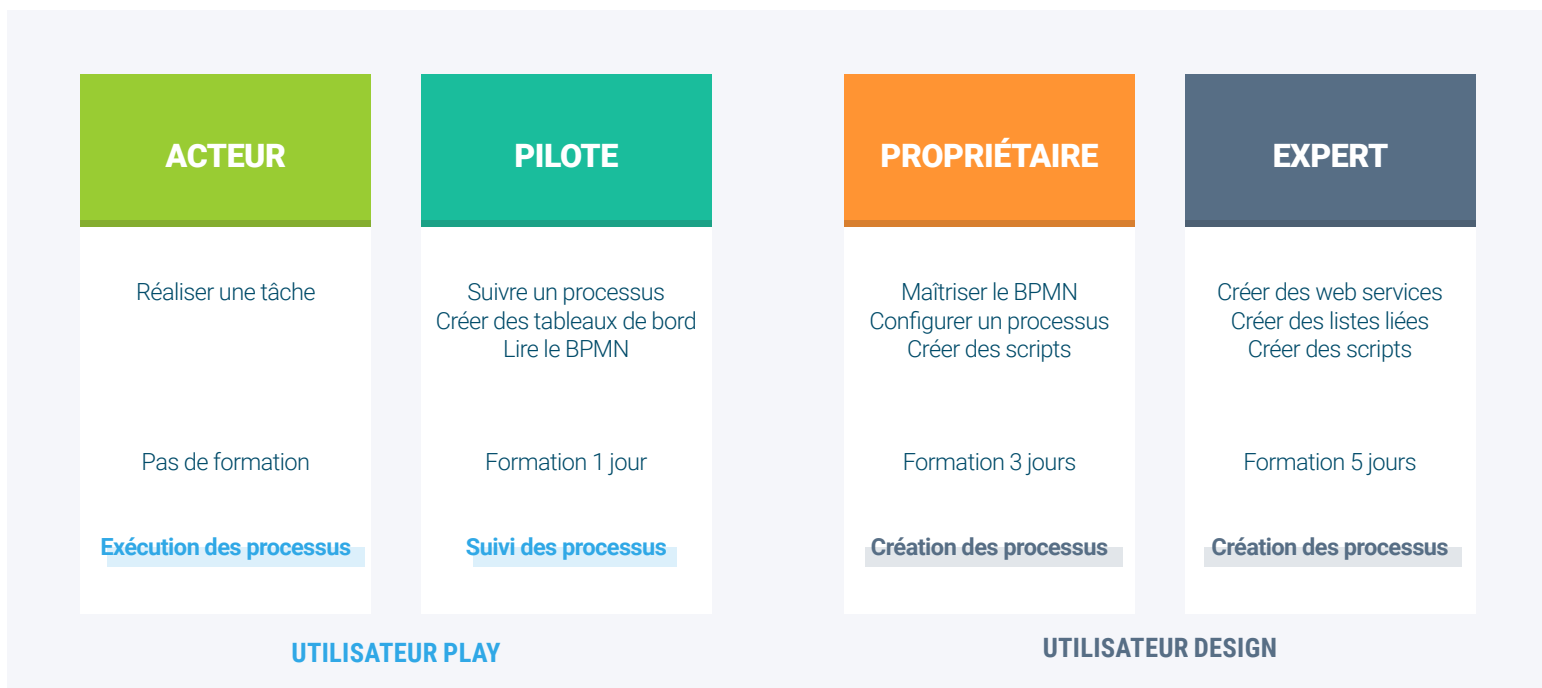 ACTEUR
Réaliser une tâche
Pas de formation
Exécution des processus
PILOTE
Suivre un processus
Créer des tableaux de bord
Lire le BPMN
Formation 1 jour
Suivi des processus
UTILISATEUR PLAY
PROPRIÉTAIRE
Maîtriser le BPMN
Configurer un processus
Créer des scripts
Formation 3 jours
Création des processus
EXPERT
Créer des web services
Créer des listes liées
Créer des scripts
Formation 5 jours
Création des processus
UTILISATEUR DESIGN